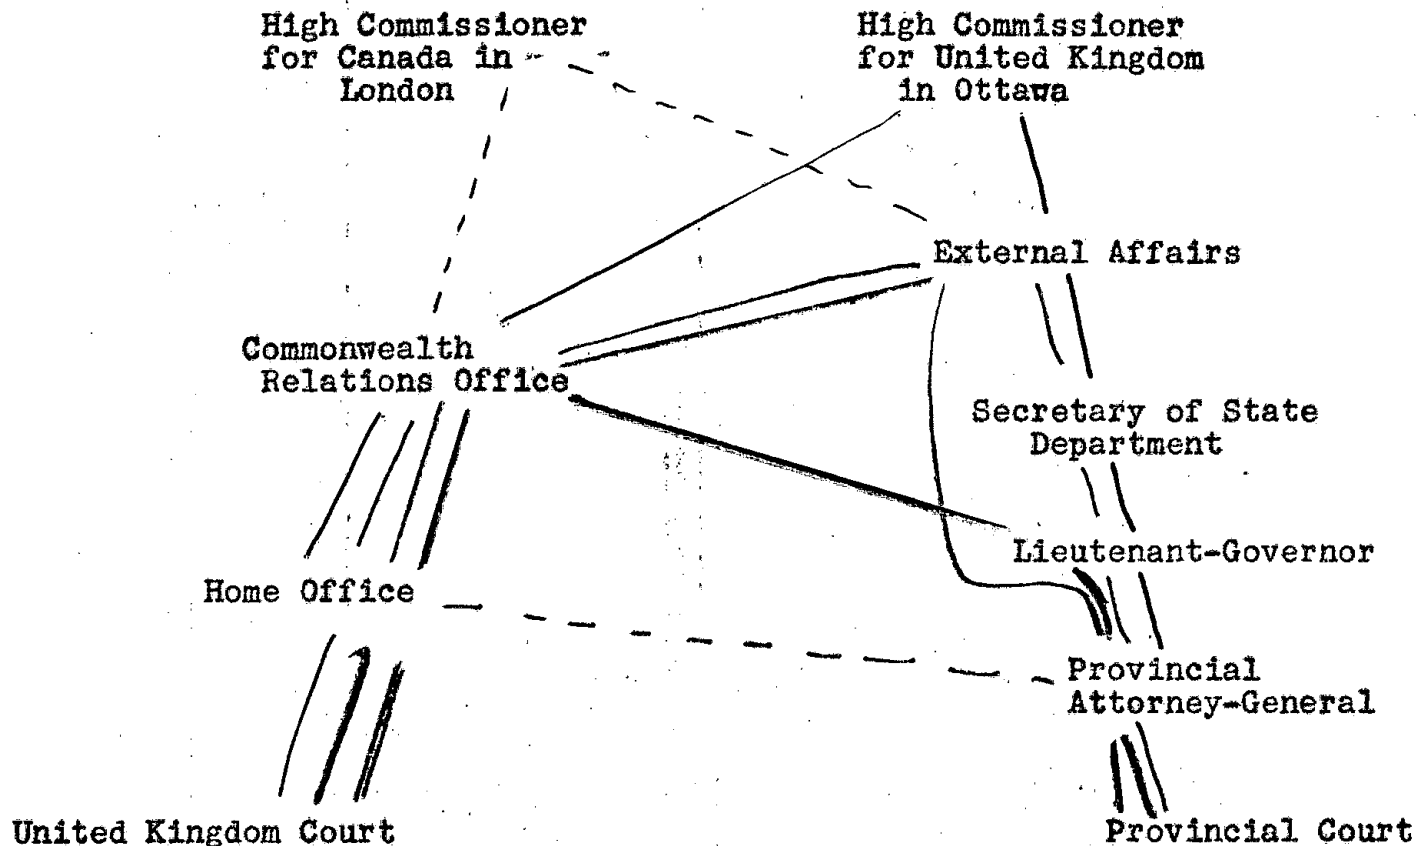 High Commissioner
for Canada in
London
High Commissioner
for United Kingdom
in Ottawa
External Affairs
Commonwealth
Relations Office
Secretary of State
Department
Lieutenant-Governor
Home Office
Provincial
Attorney-General
United Kingdom Court
Provincial Court